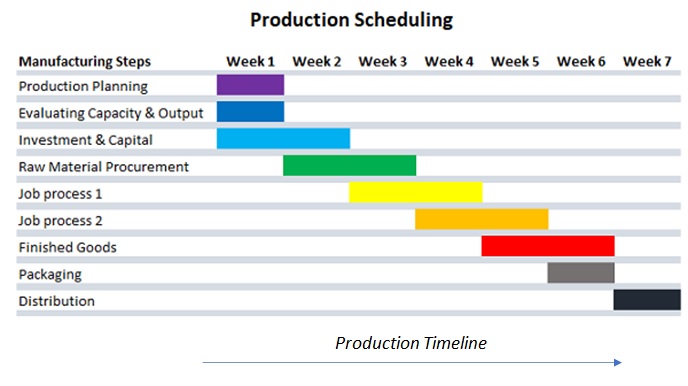 Production Scheduling
Manufacturing Steps Week 1 Week 2 Week 3 Week 4 Week 5 Week 6 Week 7
Production Planning
Evaluating Capacity & Output
Investment & Capital
Raw Material Procurement
Job process 1
Job process 2
Finished Goods
Packaging
Distribution
Production Timeline